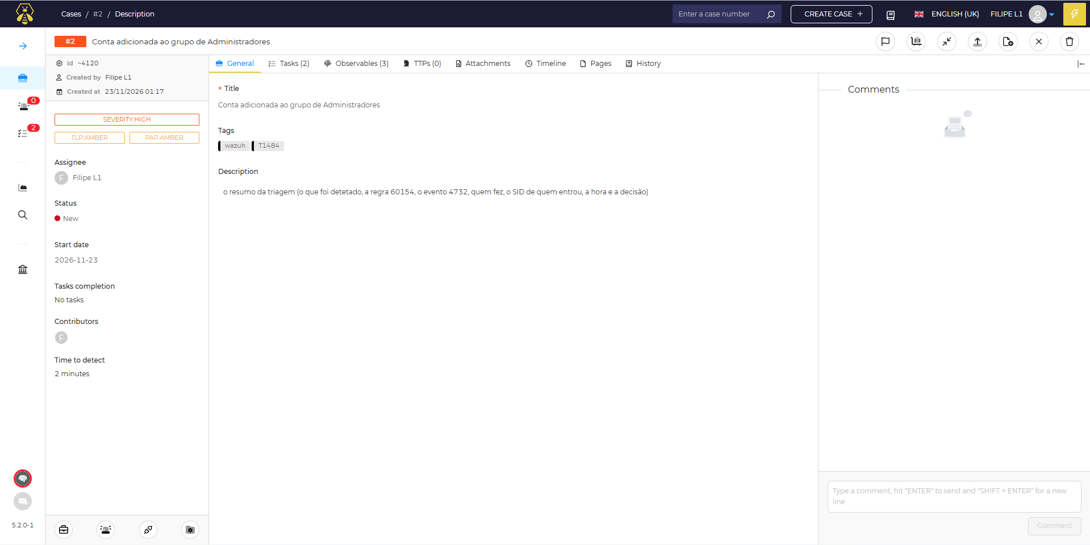 Cases / #2 / Description
Enter a case number
CREATE CASE +
ENGLISH (UK)
FILIPE L1
#2 Conta adicionada ao grupo de Administradores
0
2
id ~4120
Created by Filipe L1
Created at 23/11/2026 01:17
SEVERITY:HIGH
TLP:AMBER PAP:AMBER
Assignee
F Filipe L1
Status
New
Start date
2026-11-23
Tasks completion
No tasks
Contributors
F
Time to detect
2 minutes
5.2.0-1
General Tasks (2) Observables (3) TTPs (0) Attachments Timeline Pages History
* Title
Conta adicionada ao grupo de Administradores
Tags
wazuh T1484
Description
o resumo da triagem (o que foi detetado, a regra 60154, o evento 4732, quem fez, o SID de quem entrou, a hora e a decisão)
Comments
Type a comment, hit "ENTER" to send and "SHIFT + ENTER" for a new
line
Comment